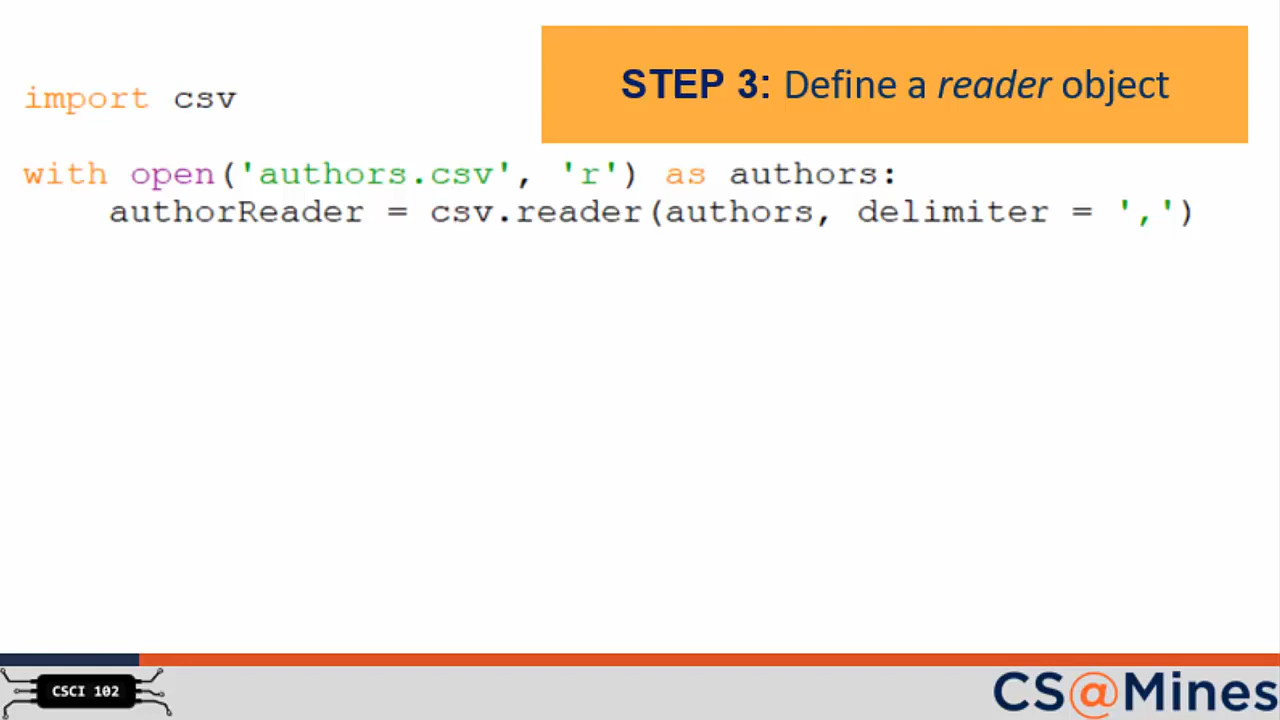 STEP 3: Define a reader object
import csv
with open('authors.csv', 'r') as authors:
    authorReader = csv.reader(authors, delimiter = ',')
CSCI 102
CS@Mines